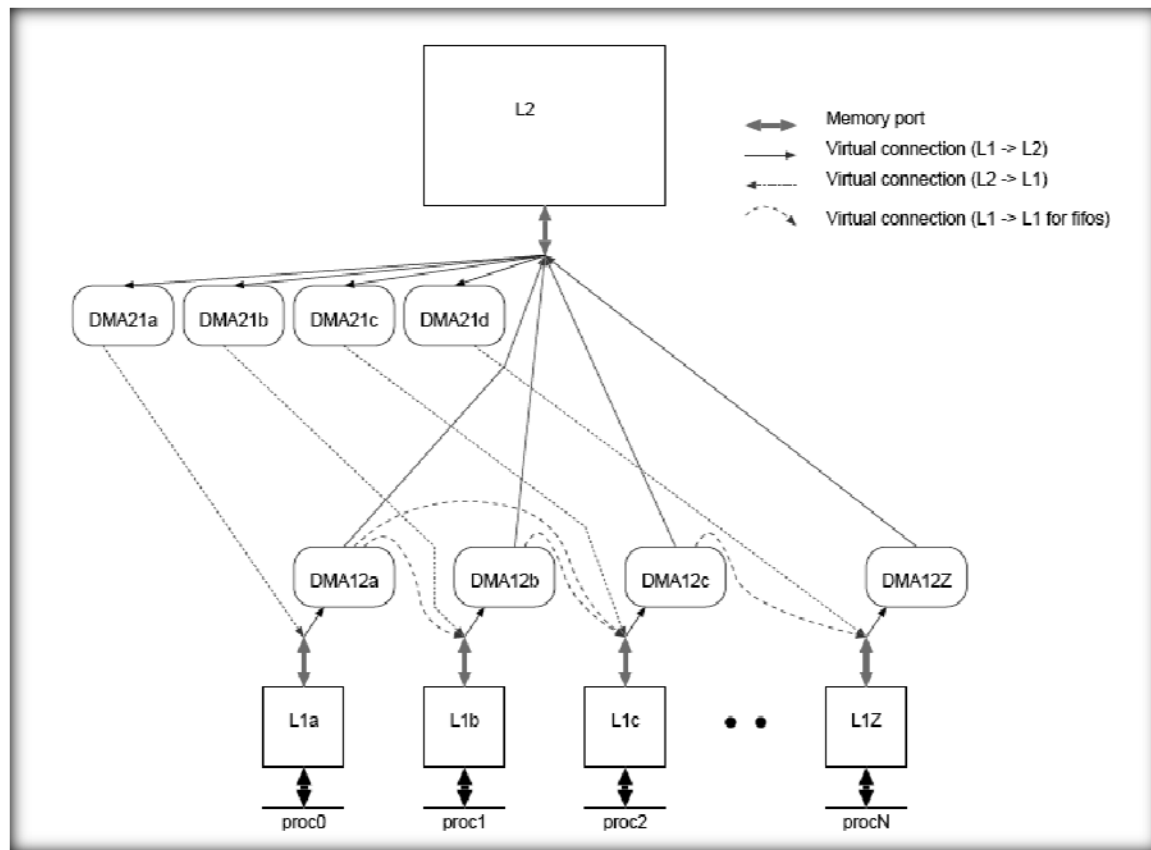 L2
Memory port
Virtual connection (L1 -> L2)
Virtual connection (L2 -> L1)
Virtual connection (L1 -> L1 for fifos)
DMA21a
DMA21b
DMA21c
DMA21d
DMA12a
DMA12b
DMA12c
DMA12Z
L1a
L1b
L1c
L1Z
proc0
proc1
proc2
procN